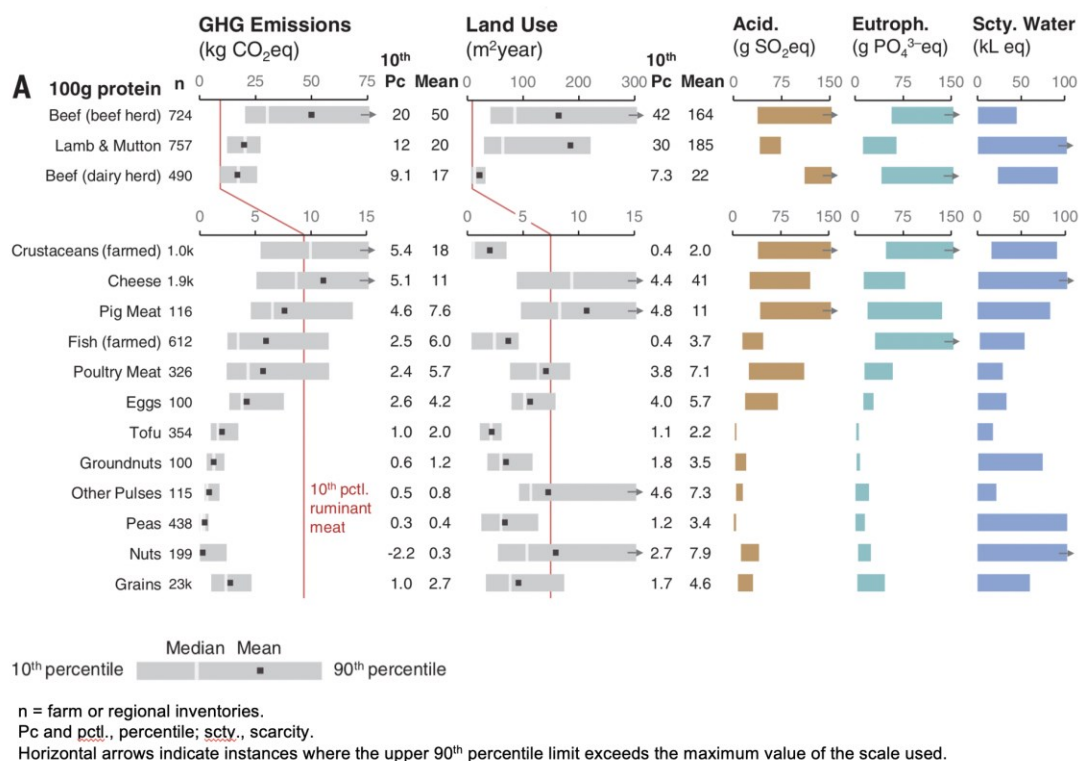 GHG Emissions Land Use Acid. Eutroph. Scty. Water
(kg CO₂eq) (m²year) (g SO₂eq) (g PO₄³⁻eq) (kL eq)
10th 10th
A 100g protein n 0 25 50 75 Pc Mean 0 100 200 300 Pc Mean 0 75 150 0 75 150 0 50 100
Beef (beef herd) 724 20 50 42 164
Lamb & Mutton 757 12 20 30 185
Beef (dairy herd) 490 9.1 17 7.3 22
0 5 10 15 0 5 10 15 0 75 150 0 75 150 0 50 100
Crustaceans (farmed) 1.0k 5.4 18 0.4 2.0
Cheese 1.9k 5.1 11 4.4 41
Pig Meat 116 4.6 7.6 4.8 11
Fish (farmed) 612 2.5 6.0 0.4 3.7
Poultry Meat 326 2.4 5.7 3.8 7.1
Eggs 100 2.6 4.2 4.0 5.7
Tofu 354 1.0 2.0 1.1 2.2
Groundnuts 100 0.6 1.2 1.8 3.5
Other Pulses 115 0.5 0.8 4.6 7.3
Peas 438 0.3 0.4 1.2 3.4
Nuts 199 -2.2 0.3 2.7 7.9
Grains 23k 1.0 2.7 1.7 4.6
10th pctl.
ruminant
meat
Median Mean
10th percentile 90th percentile
n = farm or regional inventories.
Pc and pctl., percentile; scty., scarcity.
Horizontal arrows indicate instances where the upper 90th percentile limit exceeds the maximum value of the scale used.